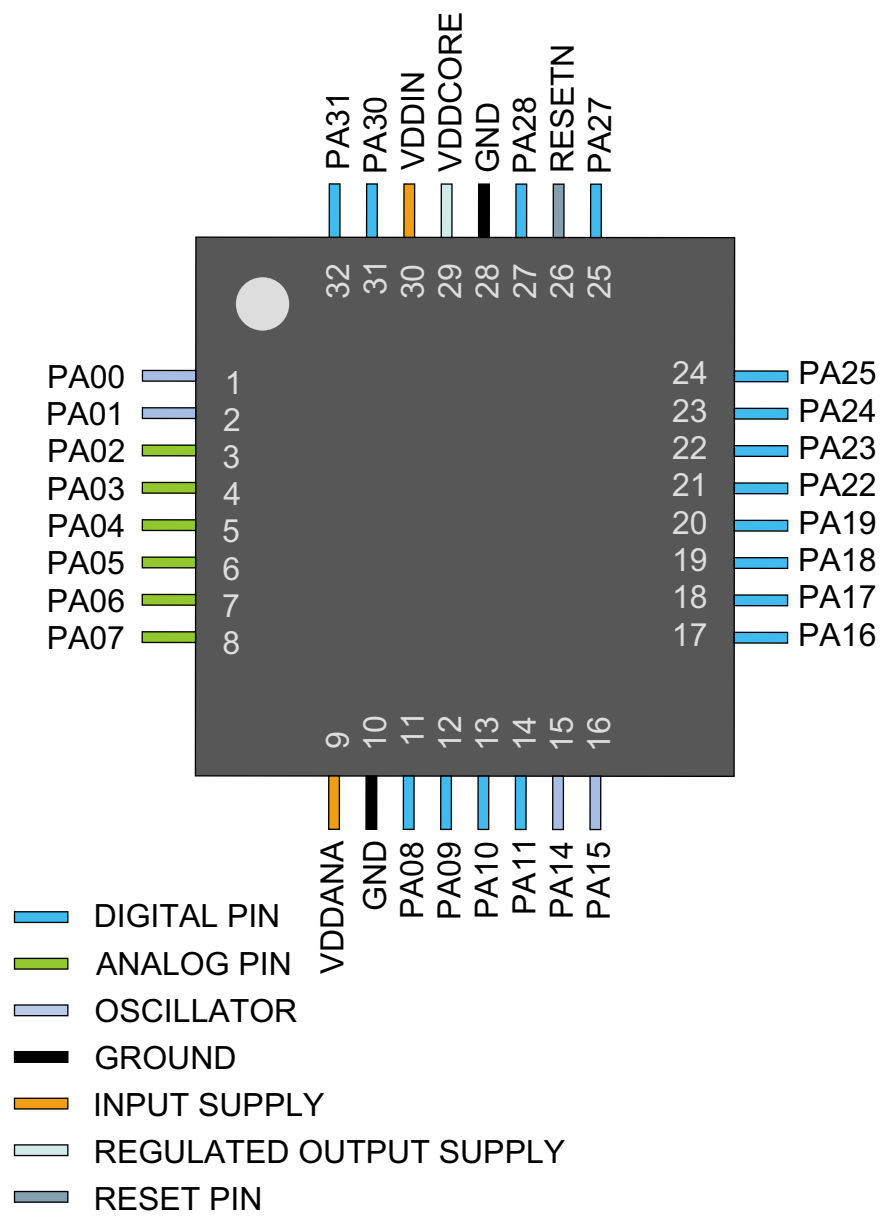 PA31 PA30 VDDIN VDDCORE GND PA28 RESETN PA27
32 31 30 29 28 27 26 25
PA00 1 24 PA25
PA01 2 23 PA24
PA02 3 22 PA23
PA03 4 21 PA22
PA04 5 20 PA19
PA05 6 19 PA18
PA06 7 18 PA17
PA07 8 17 PA16
9 10 11 12 13 14 15 16
VDDANA GND PA08 PA09 PA10 PA11 PA14 PA15
DIGITAL PIN
ANALOG PIN
OSCILLATOR
GROUND
INPUT SUPPLY
REGULATED OUTPUT SUPPLY
RESET PIN